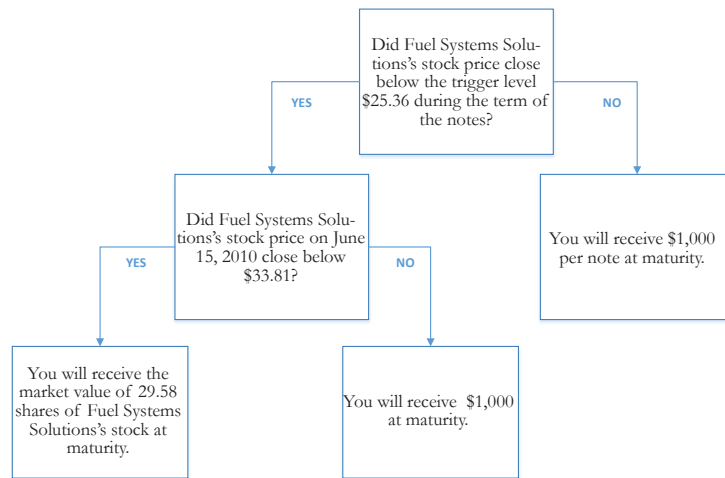 Did Fuel Systems Solu-
tions's stock price close
below the trigger level
$25.36 during the term of
the notes?
YES
NO
Did Fuel Systems Solu-
tions's stock price on June
15, 2010 close below
$33.81?
You will receive $1,000
per note at maturity.
YES
NO
You will receive the
market value of 29.58
shares of Fuel Systems
Solutions's stock at
maturity.
You will receive $1,000
at maturity.